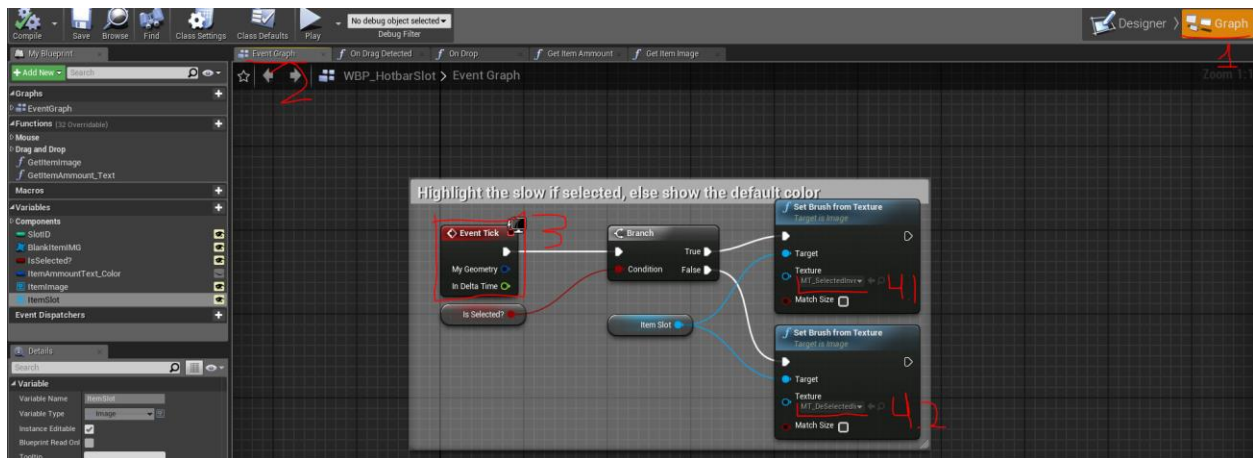 Compile
Save
Browse
Find
Class Settings
Class Defaults
Play
No debug object selected
Debug Filter
Designer
Graph
1
My Blueprint
Event Graph
On Drag Detected
On Drop
Get Item Ammount
Get Item Image
+Add New
Search
2
WBP_HotbarSlot > Event Graph
Zoom 1:1
Graphs
EventGraph
Functions (32 Overridable)
Mouse
Drag and Drop
GetItemImage
GetItemAmmount_Text
Macros
Variables
Components
SlotID
BlankItemIMG
IsSelected?
ItemAmmountText_Color
ItemImage
ItemSlot
Event Dispatchers
Details
Search
Variable
Variable Name
ItemSlot
Variable Type
Image
Instance Editable
Blueprint Read Onl
Tooltip
Highlight the slow if selected, else show the default color
Event Tick
3
My Geometry
In Delta Time
Is Selected?
Branch
True
Condition
False
Item Slot
Set Brush from Texture
Target is Image
Target
Texture
4.1
Match Size
Set Brush from Texture
Target is Image
Target
Texture
4.2
Match Size